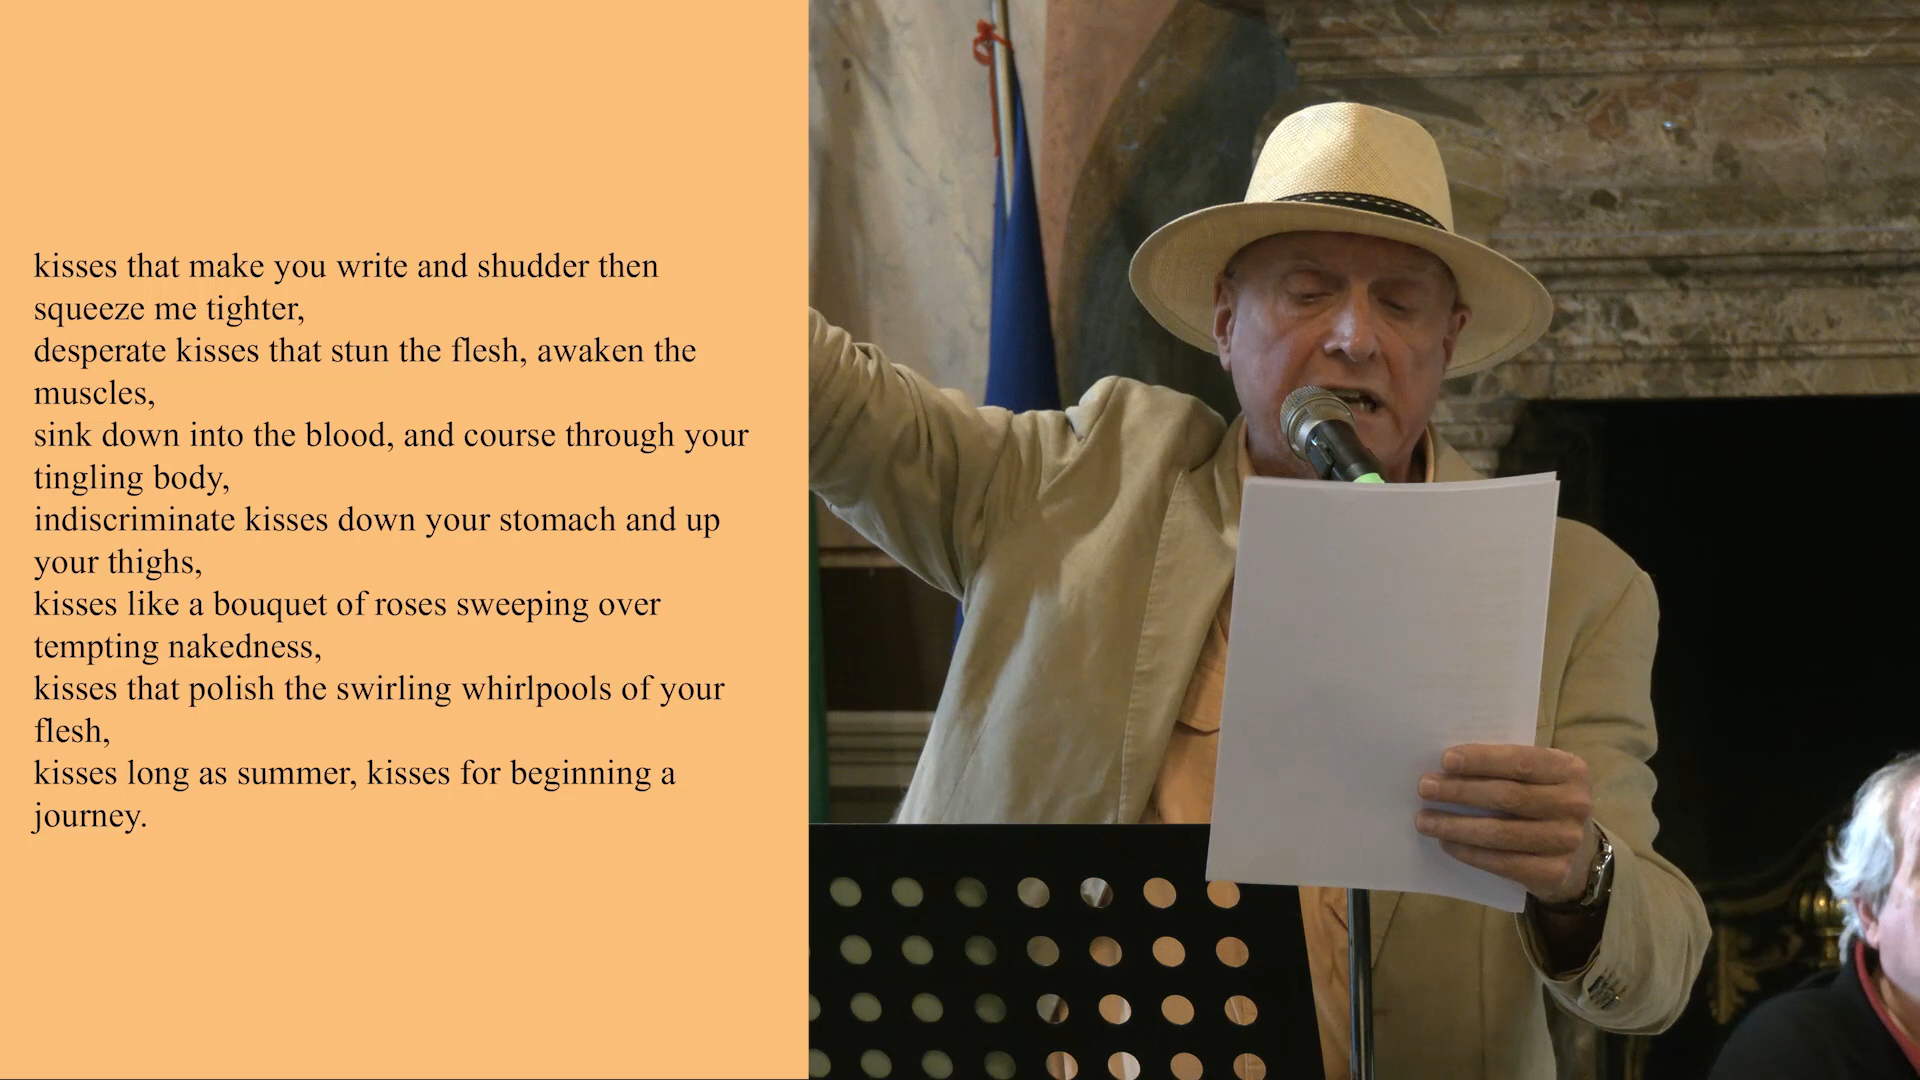 kisses that make you write and shudder then
squeeze me tighter,
desperate kisses that stun the flesh, awaken the
muscles,
sink down into the blood, and course through your
tingling body,
indiscriminate kisses down your stomach and up
your thighs,
kisses like a bouquet of roses sweeping over
tempting nakedness,
kisses that polish the swirling whirlpools of your
flesh,
kisses long as summer, kisses for beginning a
journey.